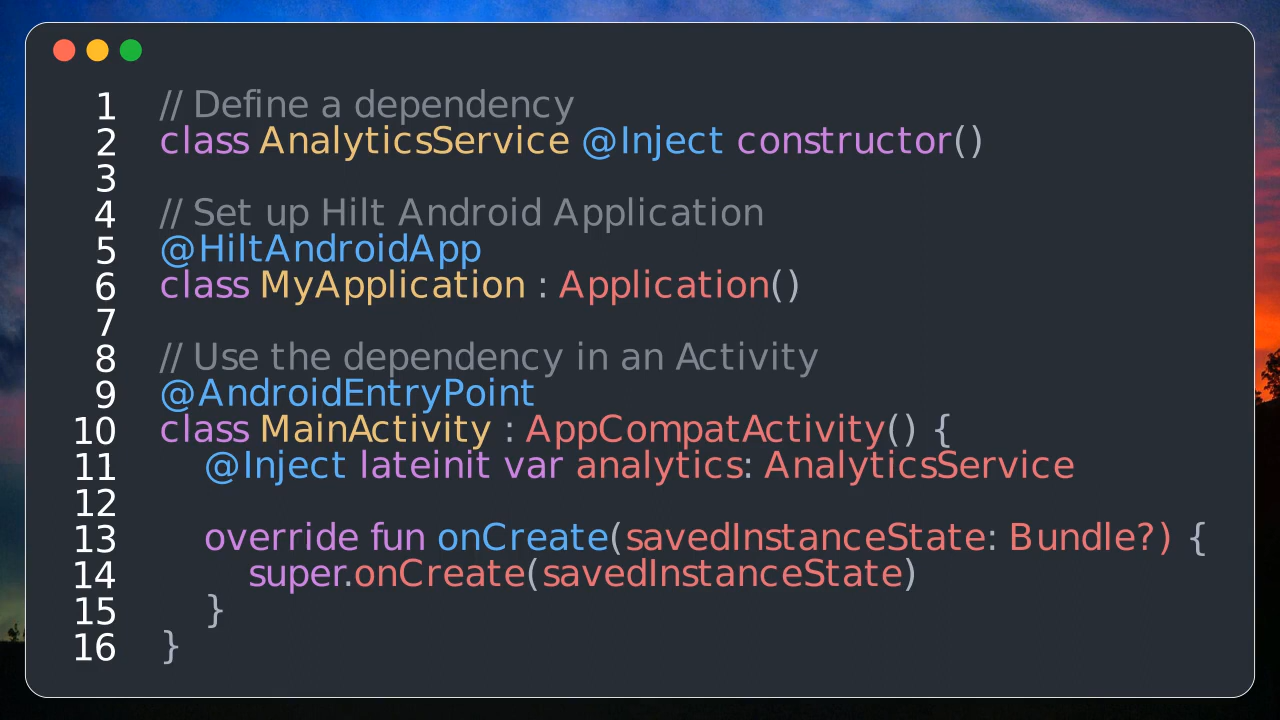 1 // Define a dependency
2 class AnalyticsService @Inject constructor()
3
4 // Set up Hilt Android Application
5 @HiltAndroidApp
6 class MyApplication : Application()
7
8 // Use the dependency in an Activity
9 @AndroidEntryPoint
10 class MainActivity : AppCompatActivity() {
11     @Inject lateinit var analytics: AnalyticsService
12
13     override fun onCreate(savedInstanceState: Bundle?) {
14         super.onCreate(savedInstanceState)
15     }
16 }